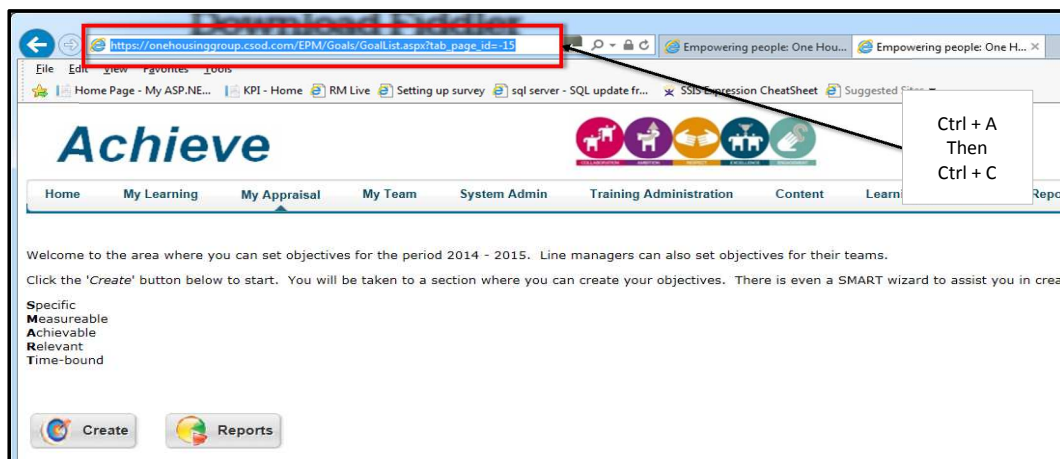 Download Fiddler
https://onehousinggroup.csod.com/EPM/Goals/GoalList.aspx?tab_page_id=-15
Empowering people: One Hou...
Empowering people: One H...
File Edit View Favorites Tools
Home Page - My ASP.NE... KPI - Home RM Live Setting up survey sql server - SQL update fr... SSIS Expression CheatSheet Suggested Sites
Ctrl + A
Then
Ctrl + C
Achieve
COLLABORATION AMBITION RESPECT EXCELLENCE
Home My Learning My Appraisal My Team System Admin Training Administration Content Learn Repo
Welcome to the area where you can set objectives for the period 2014 - 2015. Line managers can also set objectives for their teams.
Click the 'Create' button below to start. You will be taken to a section where you can create your objectives. There is even a SMART wizard to assist you in crea
Specific
Measureable
Achievable
Relevant
Time-bound
Create Reports